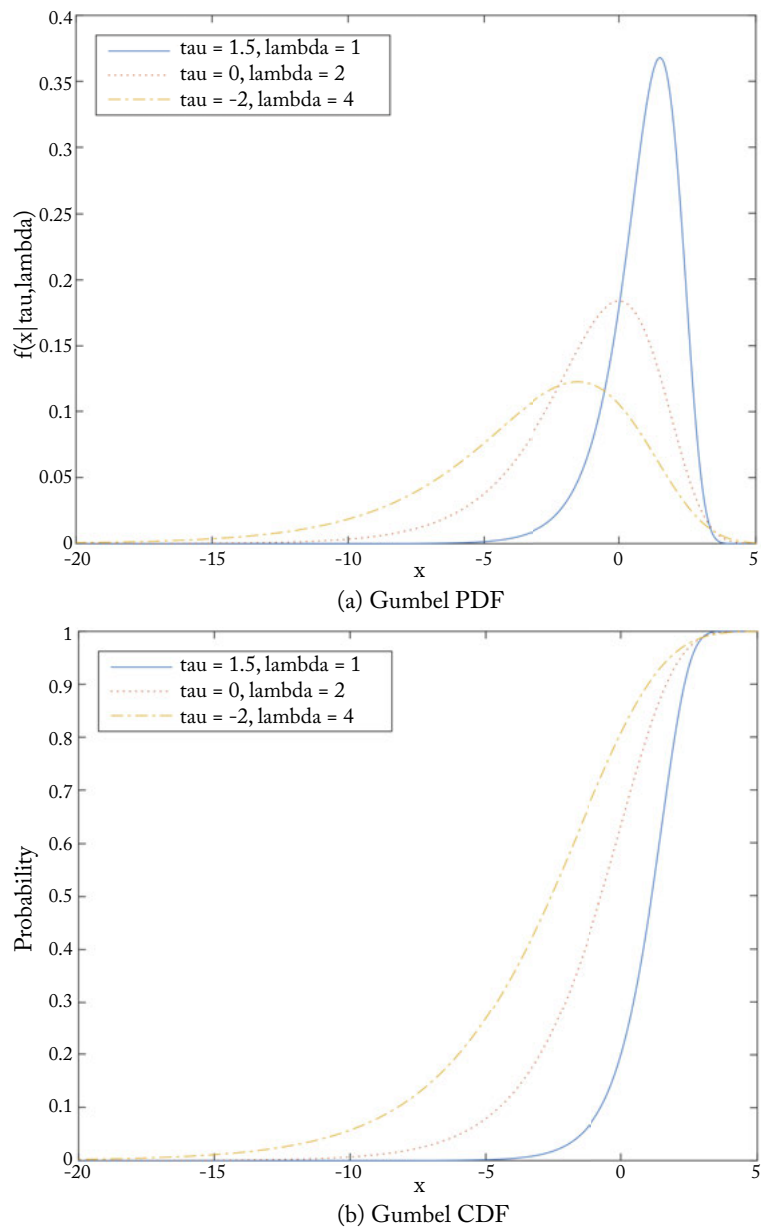 0.4
tau = 1.5, lambda = 1
tau = 0, lambda = 2
tau = -2, lambda = 4
0.35
0.3
0.25
f(x|tau,lambda)
0.2
0.15
0.1
0.05
0
-20
-15
-10
-5
0
5
x
(a) Gumbel PDF
1
tau = 1.5, lambda = 1
tau = 0, lambda = 2
tau = -2, lambda = 4
0.9
0.8
0.7
0.6
Probability
0.5
0.4
0.3
0.2
0.1
0
-20
-15
-10
-5
0
5
x
(b) Gumbel CDF